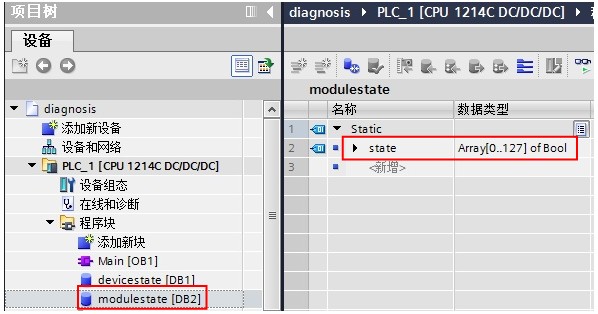 项目树
设备
diagnosis
添加新设备
设备和网络
PLC_1 [CPU 1214C DC/DC/DC]
设备组态
在线和诊断
程序块
添加新块
Main [OB1]
devicestate [DB1]
modulestate [DB2]
diagnosis PLC_1 [CPU 1214C DC/DC/DC]
modulestate
名称 数据类型
1 Static
2 state Array[0..127] of Bool
3 <新增>